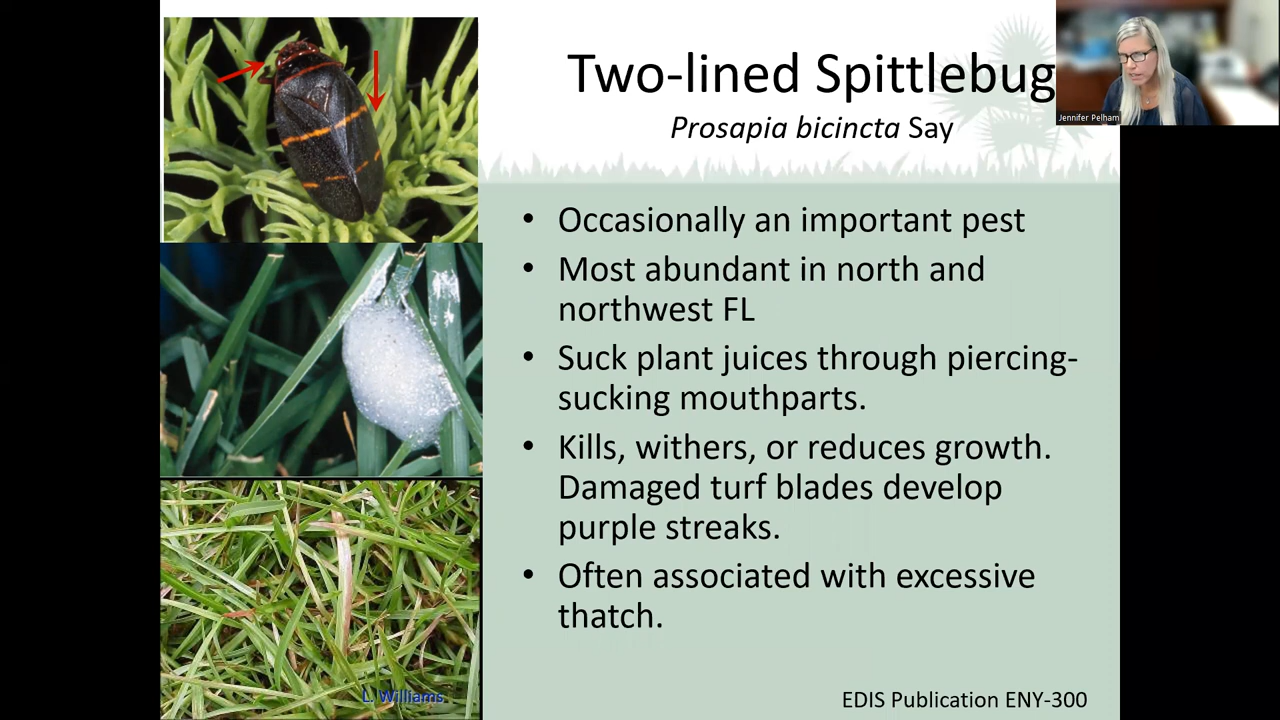 Two-lined Spittlebug
Prosapia bicincta Say
Jennifer Pelham
• Occasionally an important pest
• Most abundant in north and
northwest FL
• Suck plant juices through piercing-
sucking mouthparts.
• Kills, withers, or reduces growth.
Damaged turf blades develop
purple streaks.
• Often associated with excessive
thatch.
L. Williams
EDIS Publication ENY-300